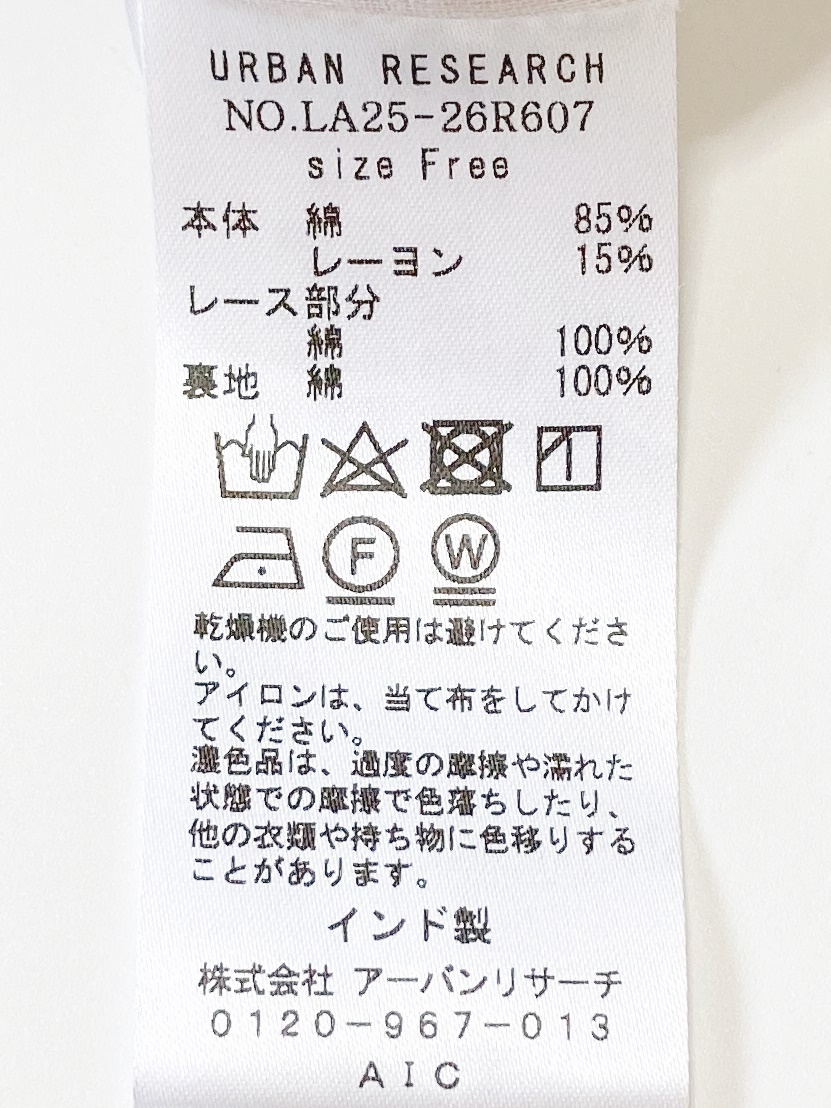 URBAN RESEARCH
NO.LA25-26R607
size Free
本体 綿 85%
レーヨン 15%
レース部分
綿 100%
裏地 綿 100%
F W
乾燥機のご使用は避けてくださ
い。
アイロンは、当て布をしてかけ
てください。
濃色品は、過度の摩擦や濡れた
状態での摩擦で色落ちしたり、
他の衣類や持ち物に色移りする
ことがあります。
インド製
株式会社 アーバンリサーチ
0120-967-013
AIC